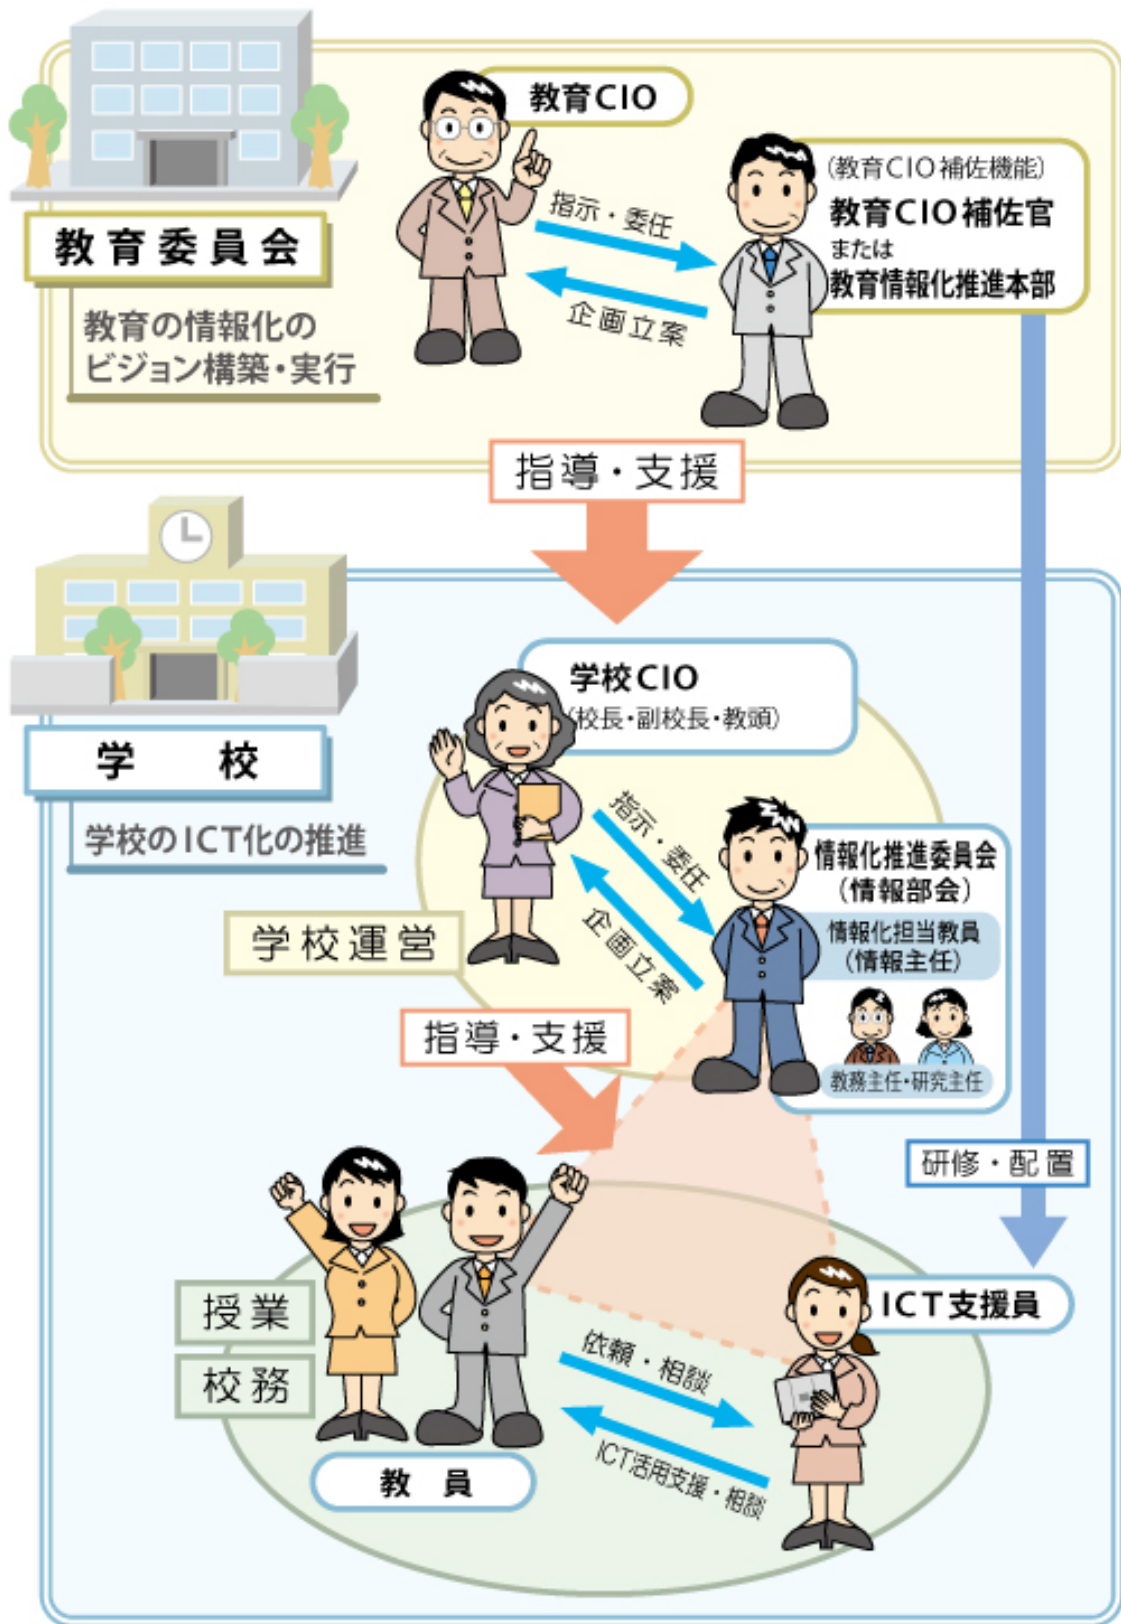 教育CIO
(教育CIO補佐機能)
教育CIO補佐官
または
教育情報化推進本部
指示・委任
企画立案
教育委員会
教育の情報化の
ビジョン構築・実行
指導・支援
学校CIO
(校長・副校長・教頭)
学校
学校のICT化の推進
指示・委任
企画立案
情報化推進委員会
(情報部会)
情報化担当教員
(情報主任)
教務主任・研究主任
学校運営
指導・支援
研修・配置
授業
校務
ICT支援員
依頼・相談
ICT活用支援・相談
教員